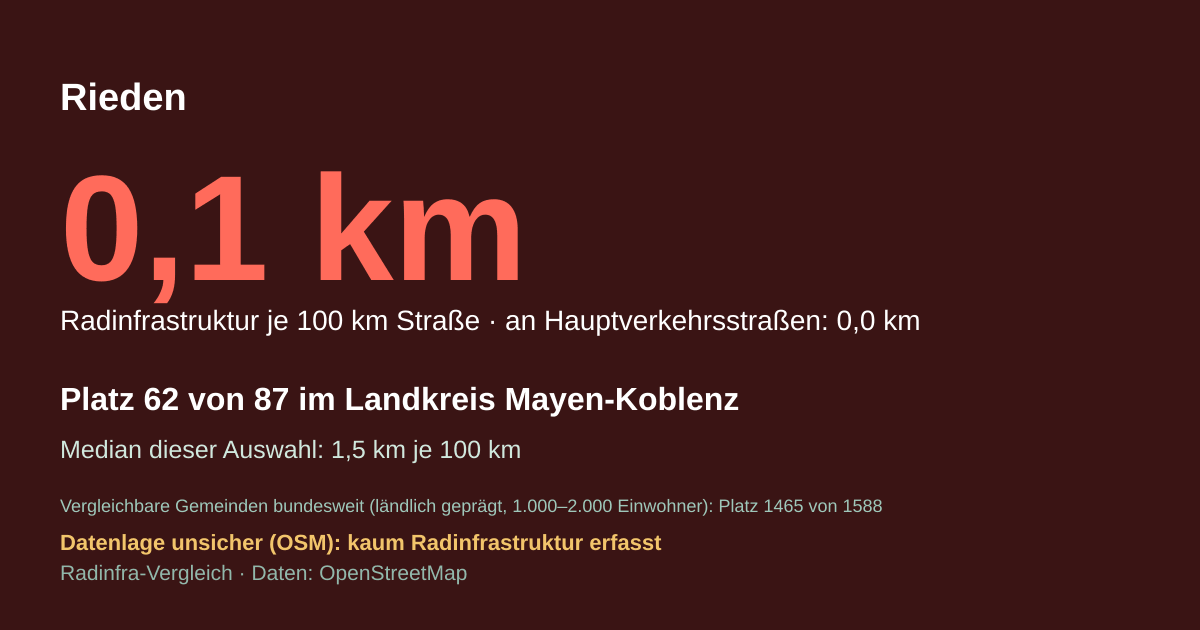 Rieden
0,1 km
Radinfrastruktur je 100 km Straße · an Hauptverkehrsstraßen: 0,0 km
Platz 62 von 87 im Landkreis Mayen-Koblenz
Median dieser Auswahl: 1,5 km je 100 km
Vergleichbare Gemeinden bundesweit (ländlich geprägt, 1.000–2.000 Einwohner): Platz 1465 von 1588
Datenlage unsicher (OSM): kaum Radinfrastruktur erfasst
Radinfra-Vergleich · Daten: OpenStreetMap